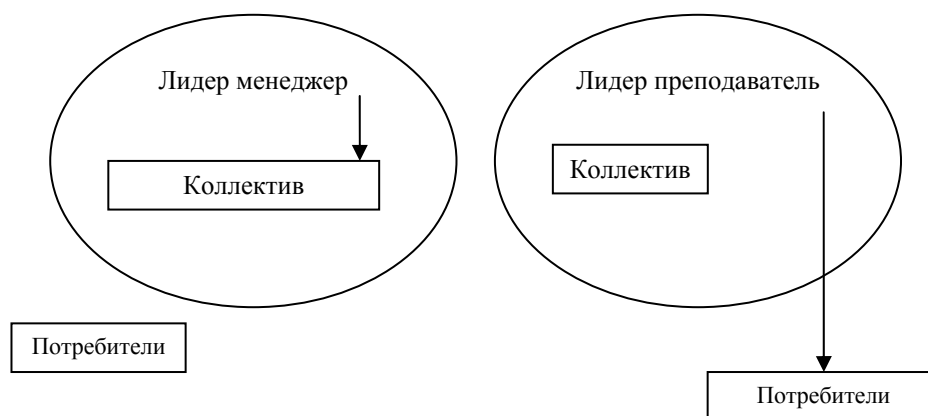 Лидер менеджер
Коллектив
Потребители
Лидер преподаватель
Коллектив
Потребители